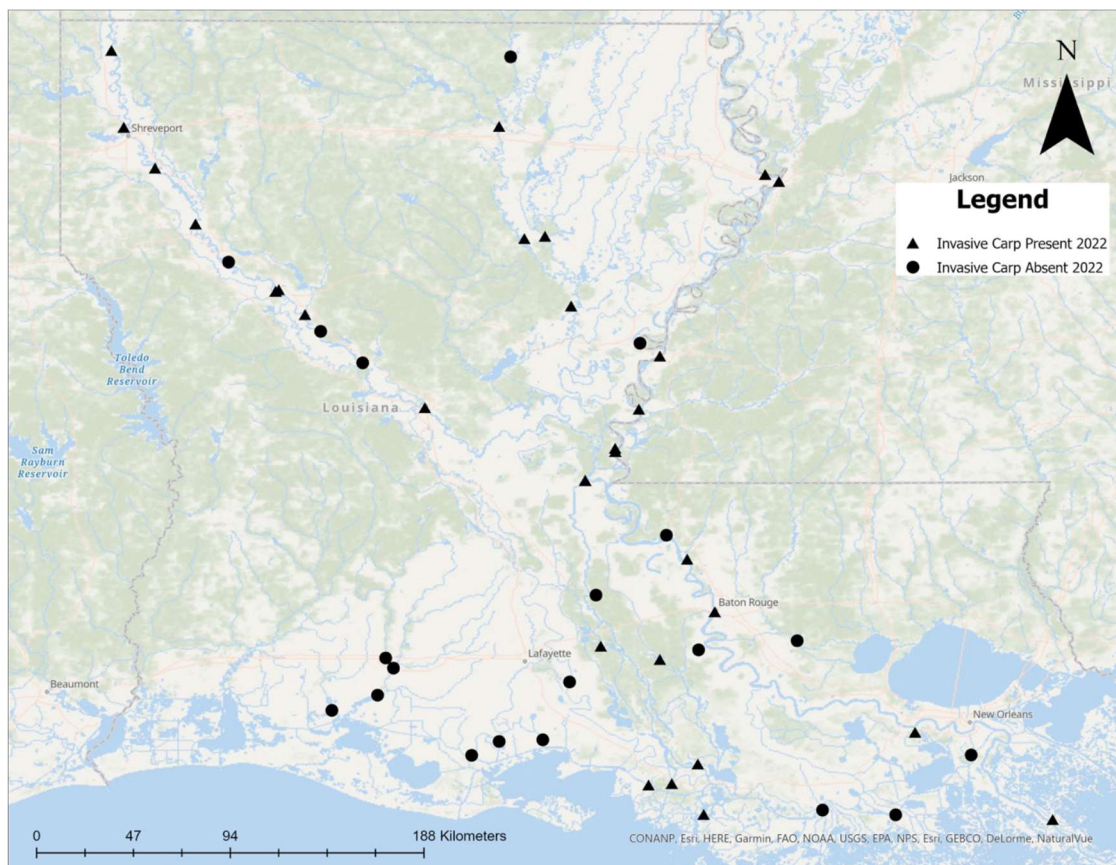 N
Mississippi
Shreveport
Jackson
Legend
Invasive Carp Present 2022
Invasive Carp Absent 2022
Toledo
Bend
Reservoir
Louisiana
Sam
Rayburn
Reservoir
Baton Rouge
Lafayette
Beaumont
New Orleans
0 47 94 188 Kilometers
CONANP, Esri, HERE, Garmin, FAO, NOAA, USGS, EPA, NPS, Esri, GEBCO, DeLorme, NaturalVue